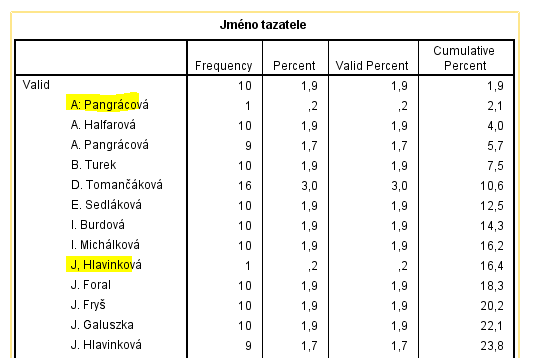 Jméno tazatele
Frequency Percent Valid Percent Cumulative Percent
Valid 10 1,9 1,9 1,9
A: Pangrácová 1 ,2 ,2 2,1
A. Halfarová 10 1,9 1,9 4,0
A. Pangrácová 9 1,7 1,7 5,7
B. Turek 10 1,9 1,9 7,5
D. Tomančáková 16 3,0 3,0 10,6
E. Sedláková 10 1,9 1,9 12,5
I. Burdová 10 1,9 1,9 14,3
I. Michálková 10 1,9 1,9 16,2
J, Hlavinková 1 ,2 ,2 16,4
J. Foral 10 1,9 1,9 18,3
J. Fryš 10 1,9 1,9 20,2
J. Galuszka 10 1,9 1,9 22,1
J. Hlavinková 9 1,7 1,7 23,8